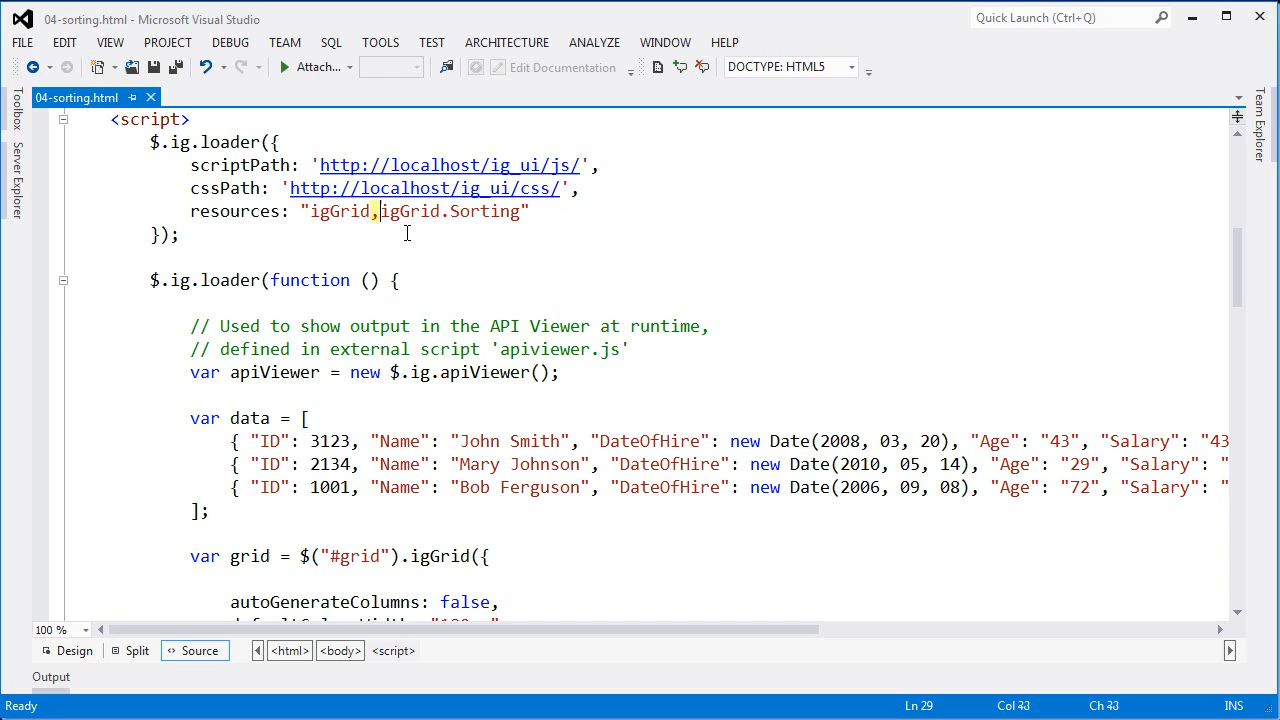 04-sorting.html - Microsoft Visual Studio
Quick Launch (Ctrl+Q)
FILE EDIT VIEW PROJECT DEBUG TEAM SQL TOOLS TEST ARCHITECTURE ANALYZE WINDOW HELP
Attach... Edit Documentation DOCTYPE: HTML5
04-sorting.html
Toolbox
Server Explorer
Team Explorer
<script>
$.ig.loader({
scriptPath: 'http://localhost/ig_ui/js/',
cssPath: 'http://localhost/ig_ui/css/',
resources: "igGrid,igGrid.Sorting"
});
$.ig.loader(function () {
// Used to show output in the API Viewer at runtime,
// defined in external script 'apiviewer.js'
var apiViewer = new $.ig.apiViewer();
var data = [
{ "ID": 3123, "Name": "John Smith", "DateOfHire": new Date(2008, 03, 20), "Age": "43", "Salary": "43
{ "ID": 2134, "Name": "Mary Johnson", "DateOfHire": new Date(2010, 05, 14), "Age": "29", "Salary": "
{ "ID": 1001, "Name": "Bob Ferguson", "DateOfHire": new Date(2006, 09, 08), "Age": "72", "Salary": "
];
var grid = $("#grid").igGrid({
autoGenerateColumns: false,
100 %
Design Split Source <html> <body> <script>
Output
Ready Ln 29 Col Ch INS